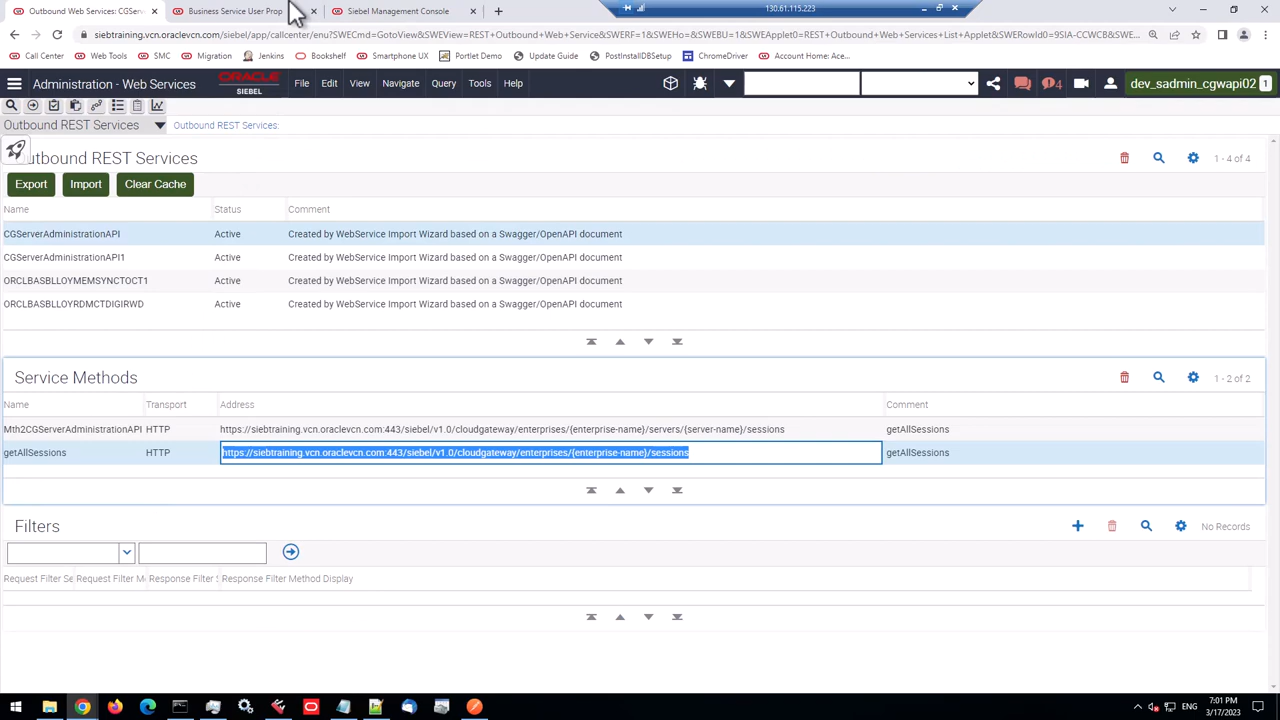 Outbound Web Services: CGServ
Business Service User Prop
Siebel Management Console
130.61.115.223
siebtraining.vcn.oraclevcn.com/siebel/app/callcenter/enu?SWECmd=GotoView&SWEView=REST+Outbound+Web+Service&SWERF=1&SWEHo=&SWEBU=1&SWEApplet0=REST+Outbound+Web+Services+List+Applet&SWERowId0=9SIA-CCWC8&SWEN...
Call Center Web Tools SMC Migration Jenkins Bookshelf Smartphone UX Portlet Demo Update Guide PostInstallDBSetup ChromeDriver Account Home: Ace...
Administration - Web Services ORACLE SIEBEL File Edit View Navigate Query Tools Help 4 dev_sadmin_cgwapi02 1
Outbound REST Services Outbound REST Services:
utbound REST Services 1 - 4 of 4
Export Import Clear Cache
Name Status Comment
CGServerAdministrationAPI Active Created by WebService Import Wizard based on a Swagger/OpenAPI document
CGServerAdministrationAPI1 Active Created by WebService Import Wizard based on a Swagger/OpenAPI document
ORCLBASBLLOYMEMSYNCTOCT1 Active Created by WebService Import Wizard based on a Swagger/OpenAPI document
ORCLBASBLLOYRDMCTDIGIRWD Active Created by WebService Import Wizard based on a Swagger/OpenAPI document
Service Methods 1 - 2 of 2
Name Transport Address Comment
Mth2CGServerAdministrationAPI HTTP https://siebtraining.vcn.oraclevcn.com:443/siebel/v1.0/cloudgateway/enterprises/{enterprise-name}/servers/{server-name}/sessions getAllSessions
getAllSessions HTTP https://siebtraining.vcn.oraclevcn.com:443/siebel/v1.0/cloudgateway/enterprises/{enterprise-name}/sessions getAllSessions
Filters No Records
Request Filter Se Request Filter M Response Filter Response Filter Method Display
ENG 7:01 PM
3/17/2023